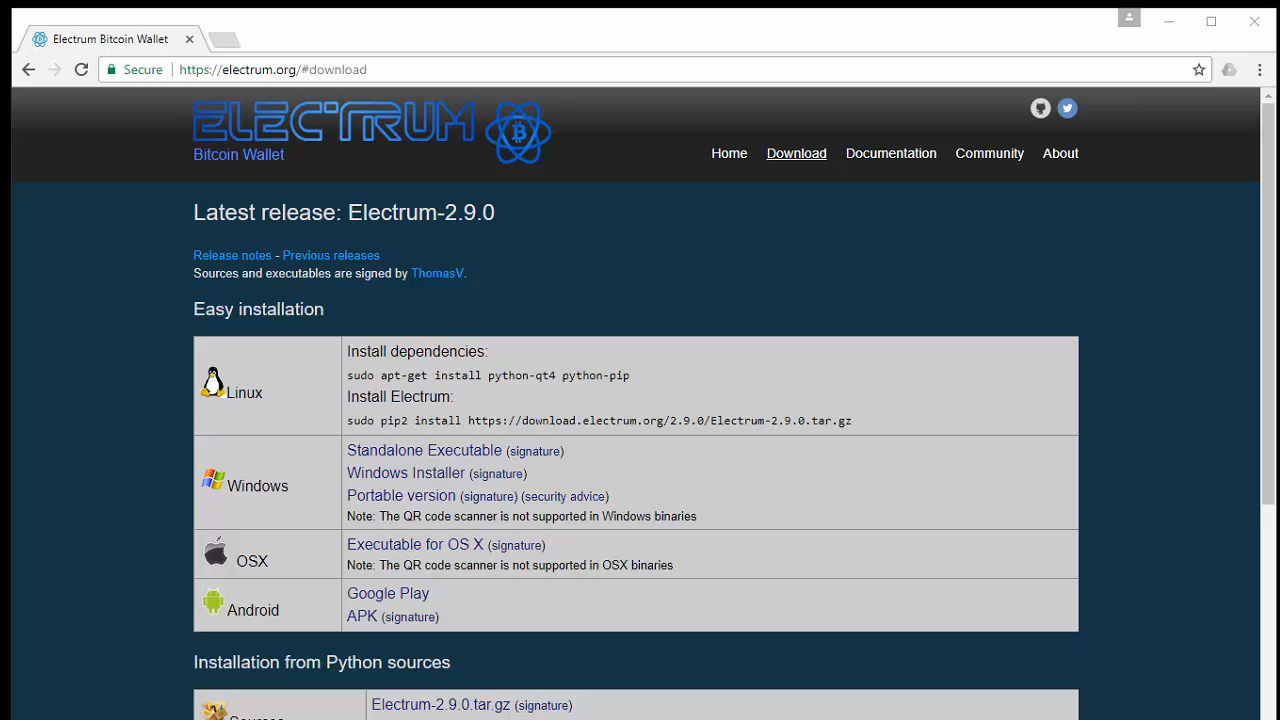 Electrum Bitcoin Wallet
Secure | https://electrum.org/#download
ELECTRUM
Bitcoin Wallet
Home Download Documentation Community About
Latest release: Electrum-2.9.0
Release notes - Previous releases
Sources and executables are signed by ThomasV.
Easy installation
Linux
Install dependencies:
sudo apt-get install python-qt4 python-pip
Install Electrum:
sudo pip2 install https://download.electrum.org/2.9.0/Electrum-2.9.0.tar.gz
Windows
Standalone Executable (signature)
Windows Installer (signature)
Portable version (signature) (security advice)
Note: The QR code scanner is not supported in Windows binaries
OSX
Executable for OS X (signature)
Note: The QR code scanner is not supported in OSX binaries
Android
Google Play
APK (signature)
Installation from Python sources
Sources
Electrum-2.9.0.tar.gz (signature)